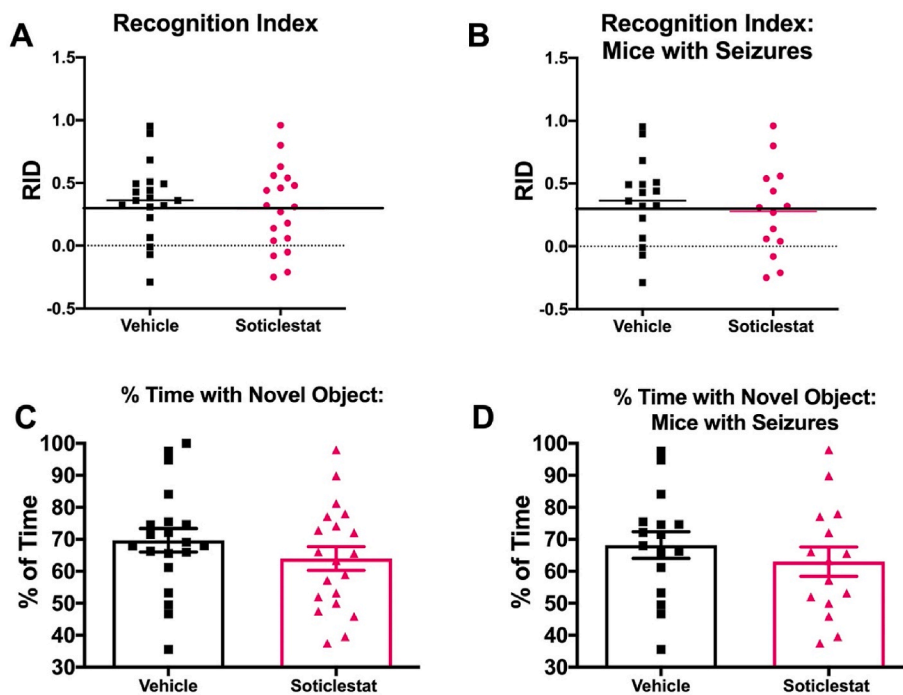 A
Recognition Index
RID
1.5
1.0
0.5
0.0
-0.5
Vehicle
Soticlestat
B
Recognition Index:
Mice with Seizures
RID
1.5
1.0
0.5
0.0
-0.5
Vehicle
Soticlestat
C
% Time with Novel Object:
% of Time
100
90
80
70
60
50
40
30
Vehicle
Soticlestat
D
% Time with Novel Object:
Mice with Seizures
% of Time
100
90
80
70
60
50
40
30
Vehicle
Soticlestat